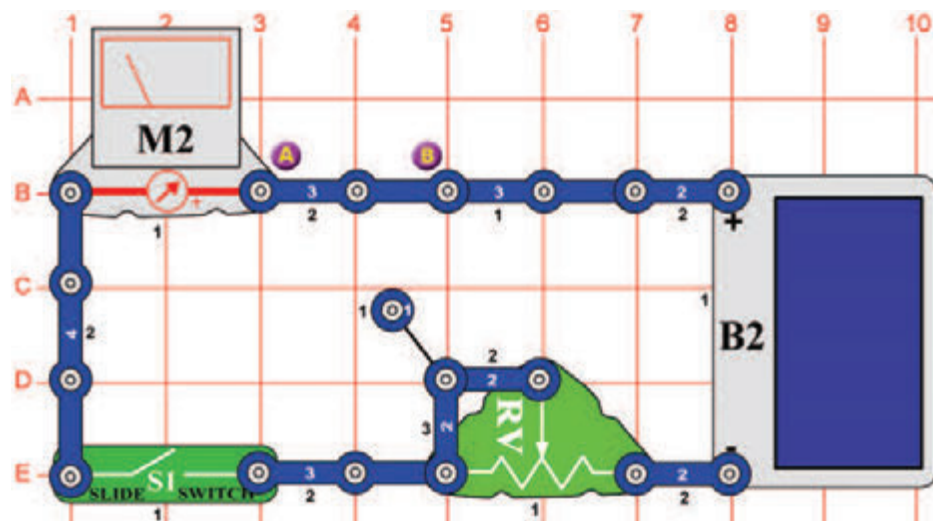 1 2 3 4 5 6 7 8 9 10
A
M2
A B
B + 3 3 2
1 2 1 2
+
C
1 1
4 2 1 B2
2
D 2
RV
3 2
-
E S1 3 2
SLIDE SWITCH 2 2
1 1